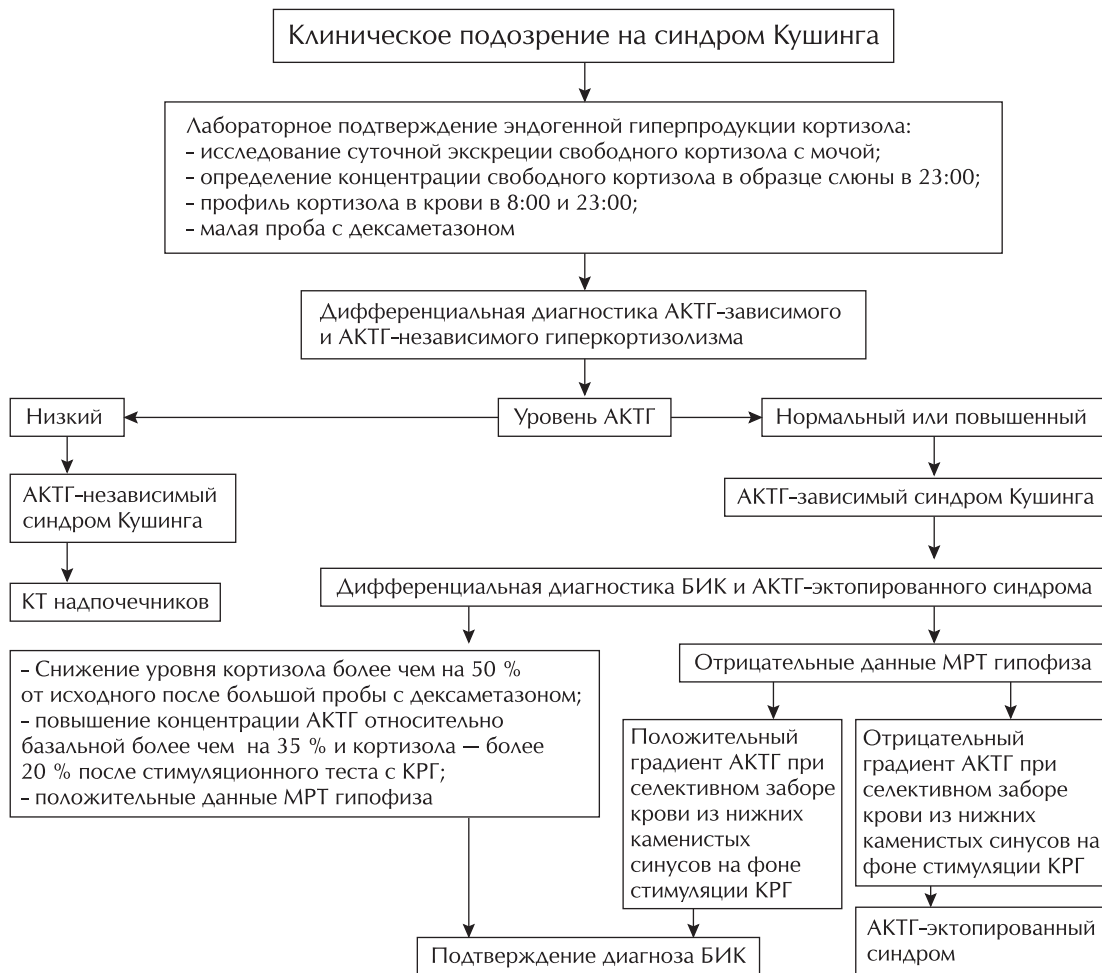 Клиническое подозрение на синдром Кушинга
Лабораторное подтверждение эндогенной гиперпродукции кортизола:
– исследование суточной экскреции свободного кортизола с мочой;
– определение концентрации свободного кортизола в образце слюны в 23:00;
– профиль кортизола в крови в 8:00 и 23:00;
– малая проба с дексаметазоном
Дифференциальная диагностика АКТГ-зависимого
и АКТГ-независимого гиперкортизолизма
Низкий
Уровень АКТГ
Нормальный или повышенный
АКТГ-независимый
синдром Кушинга
АКТГ-зависимый синдром Кушинга
КТ надпочечников
Дифференциальная диагностика БИК и АКТГ-эктопированного синдрома
– Снижение уровня кортизола более чем на 50 %
от исходного после большой пробы с дексаметазоном;
– повышение концентрации АКТГ относительно
базальной более чем на 35 % и кортизола — более
20 % после стимуляционного теста с КРГ;
– положительные данные МРТ гипофиза
Отрицательные данные МРТ гипофиза
Положительный
градиент АКТГ при
селективном заборе
крови из нижних
каменистых
синусов на фоне
стимуляции КРГ
Отрицательный
градиент АКТГ при
селективном заборе
крови из нижних
каменистых синусов на
фоне стимуляции КРГ
Подтверждение диагноза БИК
АКТГ-эктопированный
синдром